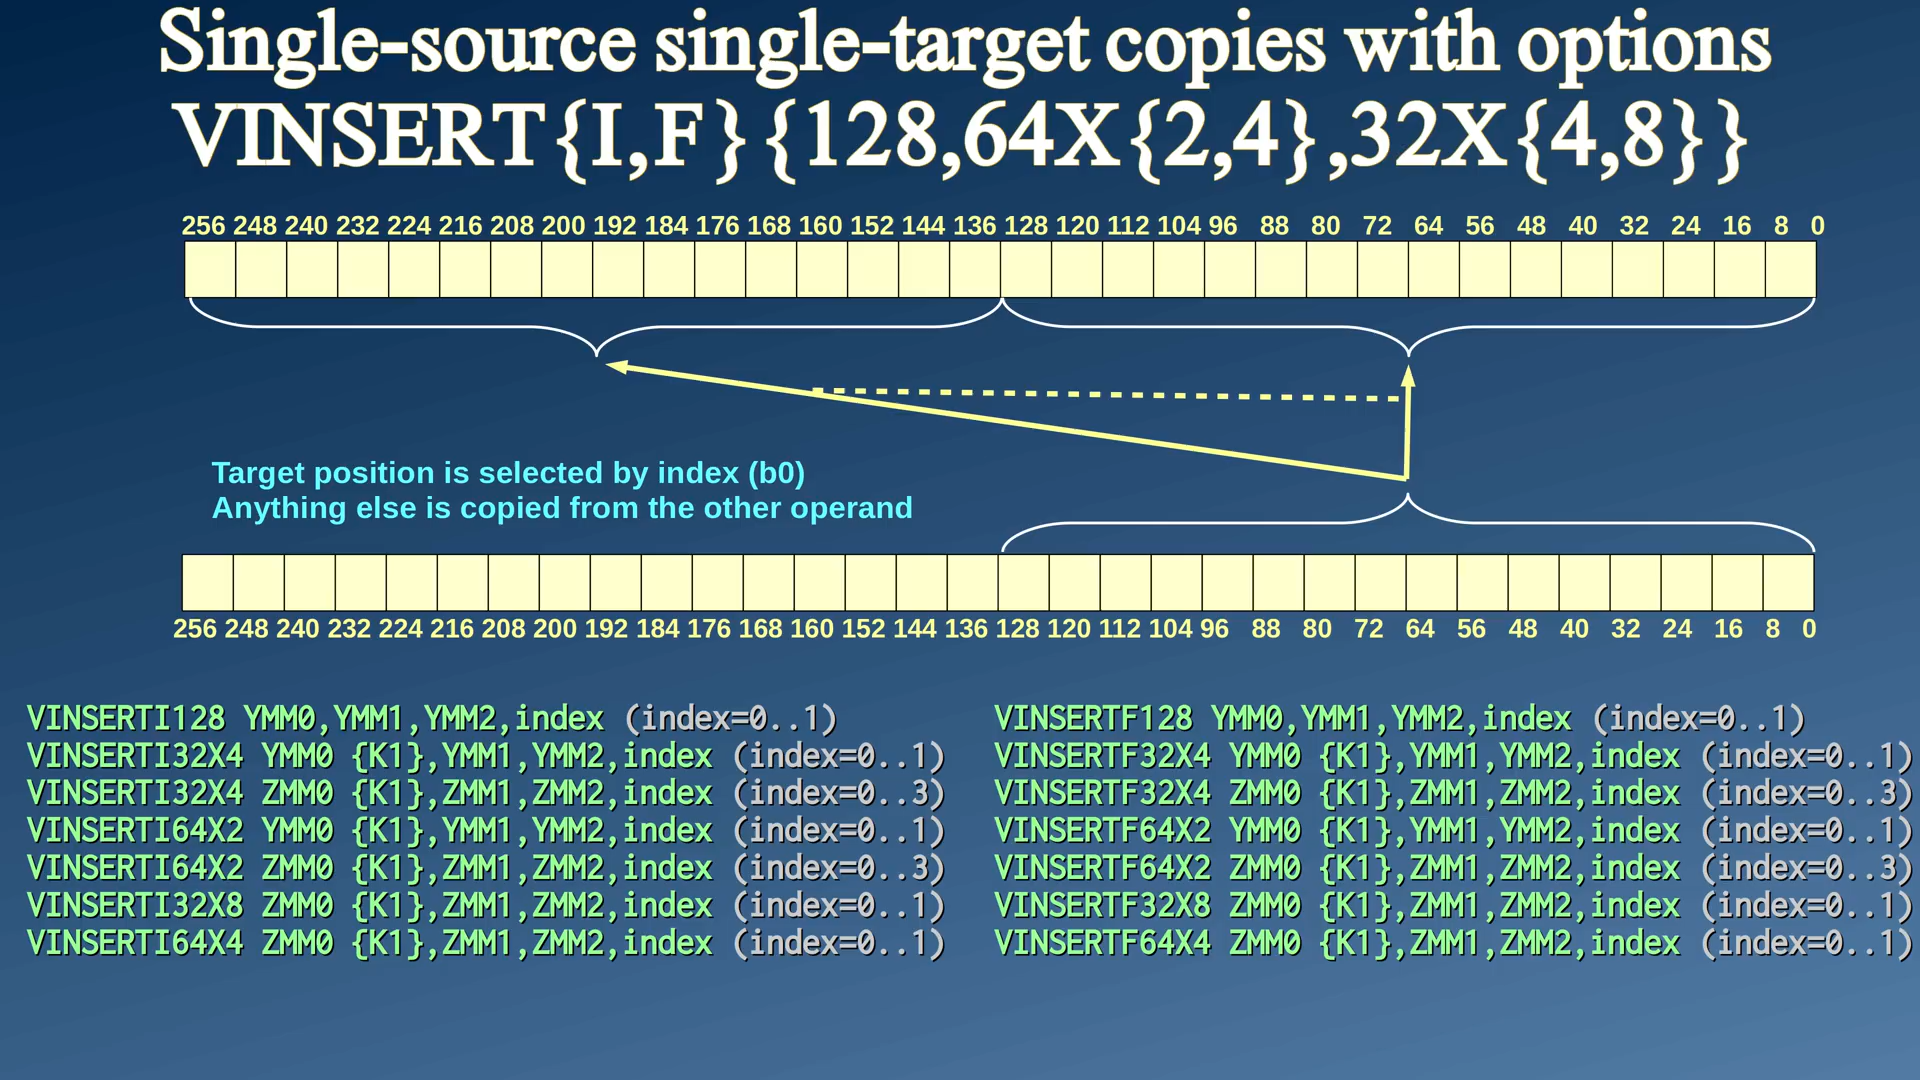 Single-source single-target copies with options
VINSERT{I,F}{128,64X{2,4},32X{4,8}}
256 248 240 232 224 216 208 200 192 184 176 168 160 152 144 136 128 120 112 104 96 88 80 72 64 56 48 40 32 24 16 8 0
Target position is selected by index (b0)
Anything else is copied from the other operand
256 248 240 232 224 216 208 200 192 184 176 168 160 152 144 136 128 120 112 104 96 88 80 72 64 56 48 40 32 24 16 8 0
VINSERTI128 YMM0,YMM1,YMM2,index (index=0..1)
VINSERTI32X4 YMM0 {K1},YMM1,YMM2,index (index=0..1)
VINSERTI32X4 ZMM0 {K1},ZMM1,ZMM2,index (index=0..3)
VINSERTI64X2 YMM0 {K1},YMM1,YMM2,index (index=0..1)
VINSERTI64X2 ZMM0 {K1},ZMM1,ZMM2,index (index=0..3)
VINSERTI32X8 ZMM0 {K1},ZMM1,ZMM2,index (index=0..1)
VINSERTI64X4 ZMM0 {K1},ZMM1,ZMM2,index (index=0..1)
VINSERTF128 YMM0,YMM1,YMM2,index (index=0..1)
VINSERTF32X4 YMM0 {K1},YMM1,YMM2,index (index=0..1)
VINSERTF32X4 ZMM0 {K1},ZMM1,ZMM2,index (index=0..3)
VINSERTF64X2 YMM0 {K1},YMM1,YMM2,index (index=0..1)
VINSERTF64X2 ZMM0 {K1},ZMM1,ZMM2,index (index=0..3)
VINSERTF32X8 ZMM0 {K1},ZMM1,ZMM2,index (index=0..1)
VINSERTF64X4 ZMM0 {K1},ZMM1,ZMM2,index (index=0..1)